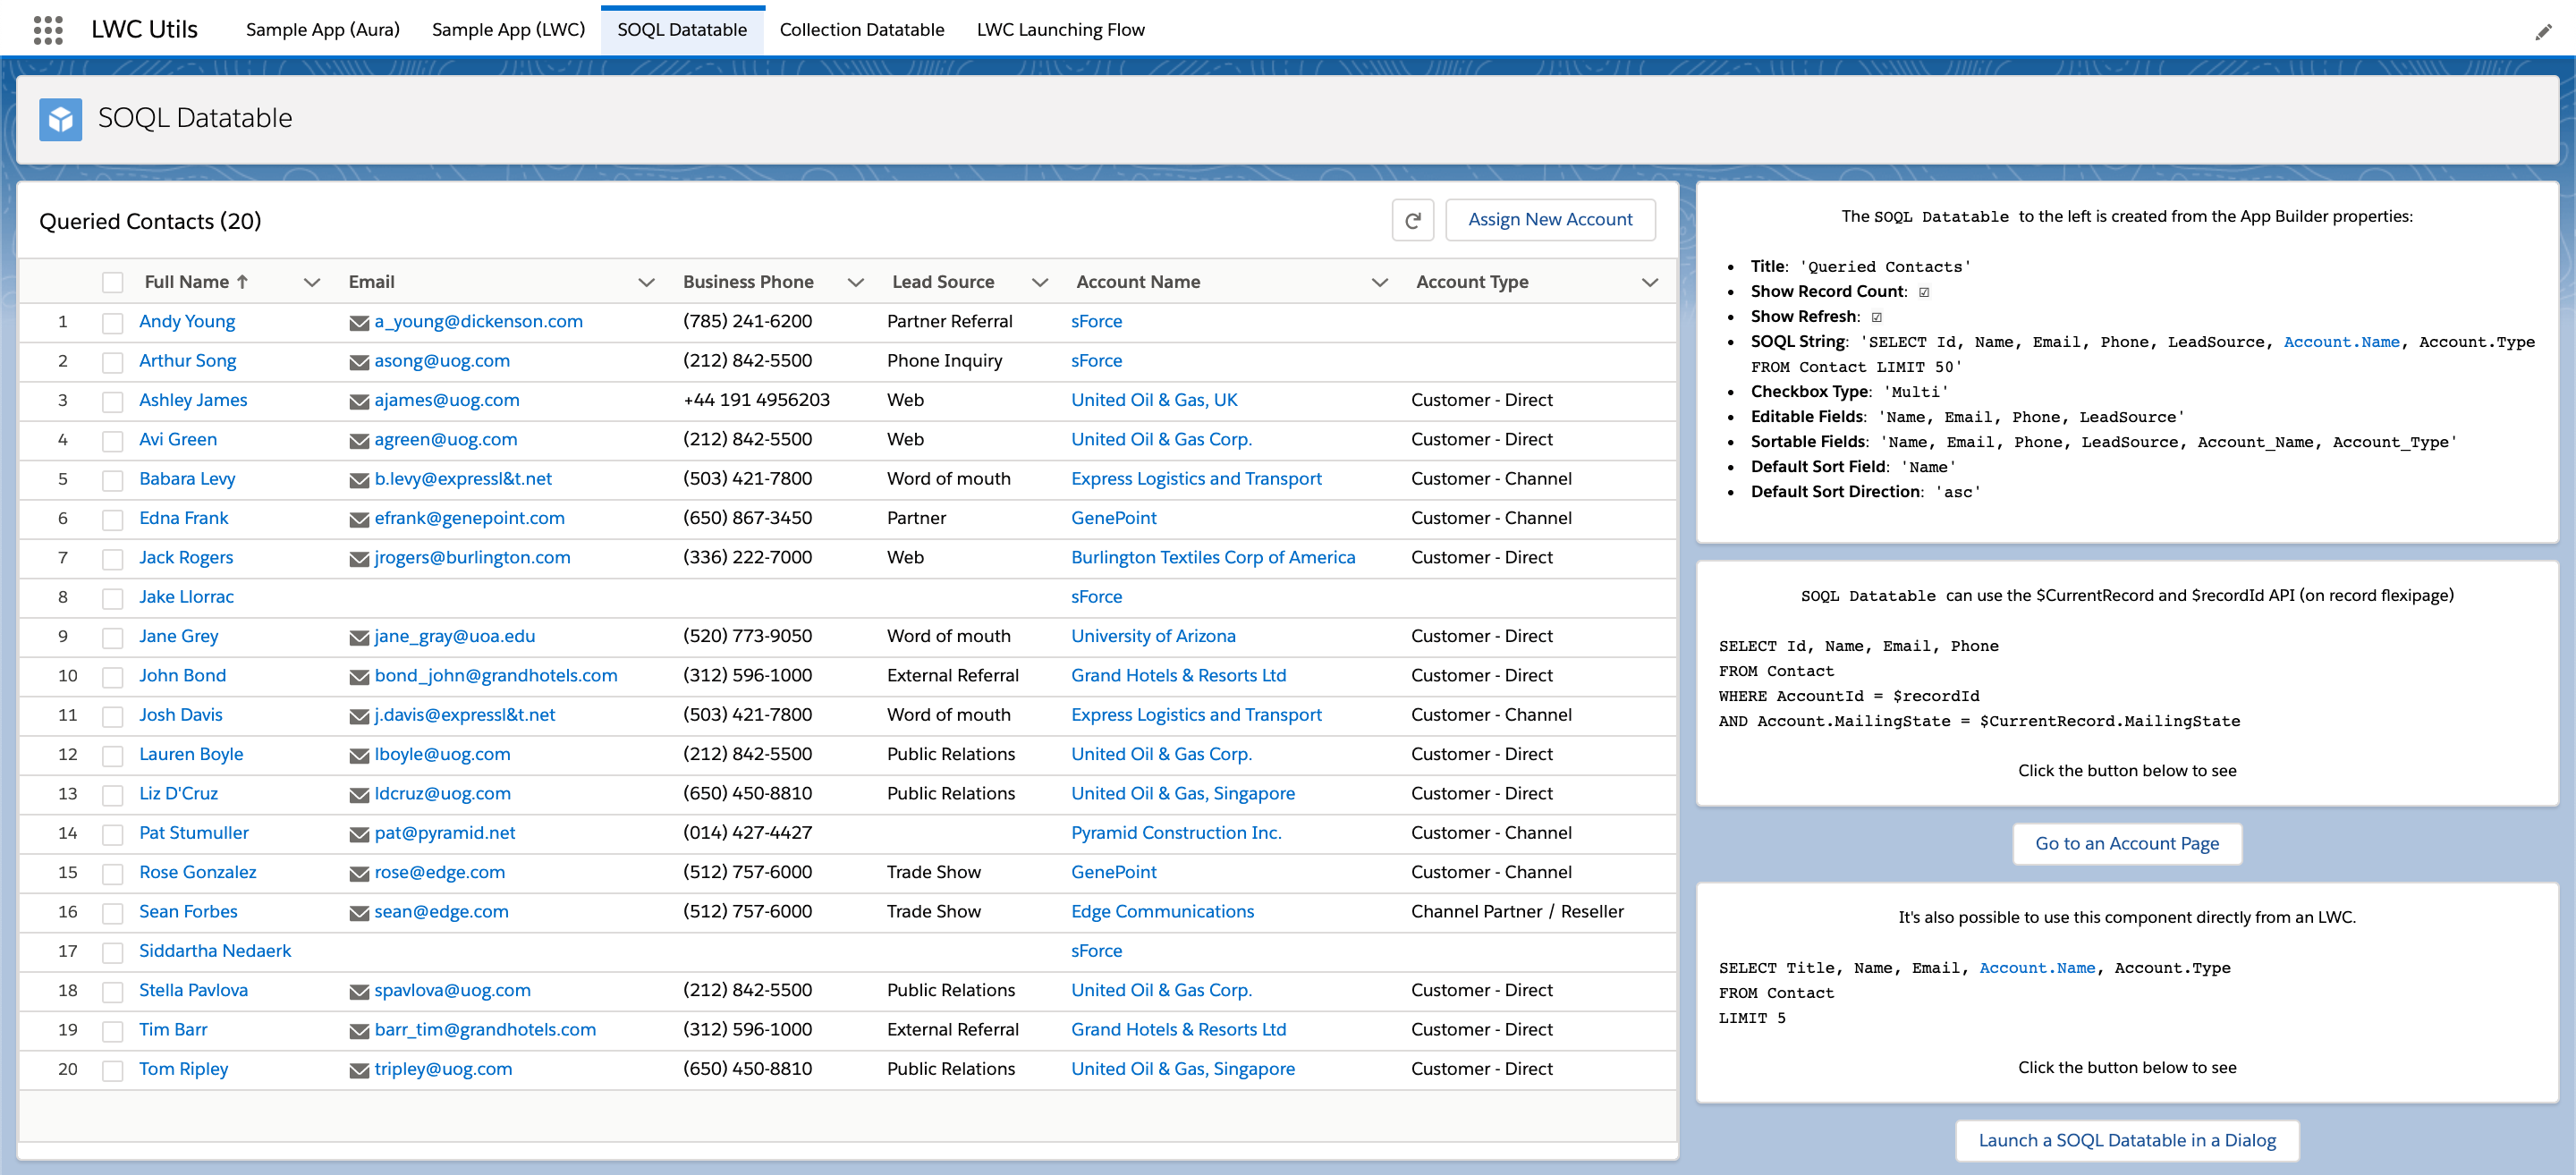 LWC Utils Sample App (Aura) Sample App (LWC) SOQL Datatable Collection Datatable LWC Launching Flow
SOQL Datatable
Queried Contacts (20) Assign New Account
Full Name Email Business Phone Lead Source Account Name Account Type
1 Andy Young a_young@dickenson.com (785) 241-6200 Partner Referral sForce
2 Arthur Song asong@uog.com (212) 842-5500 Phone Inquiry sForce
3 Ashley James ajames@uog.com +44 191 4956203 Web United Oil & Gas, UK Customer - Direct
4 Avi Green agreen@uog.com (212) 842-5500 Web United Oil & Gas Corp. Customer - Direct
5 Babara Levy b.levy@expressl&t.net (503) 421-7800 Word of mouth Express Logistics and Transport Customer - Channel
6 Edna Frank efrank@genepoint.com (650) 867-3450 Partner GenePoint Customer - Channel
7 Jack Rogers jrogers@burlington.com (336) 222-7000 Web Burlington Textiles Corp of America Customer - Direct
8 Jake Llorrac sForce
9 Jane Grey jane_gray@uoa.edu (520) 773-9050 Word of mouth University of Arizona Customer - Direct
10 John Bond bond_john@grandhotels.com (312) 596-1000 External Referral Grand Hotels & Resorts Ltd Customer - Direct
11 Josh Davis j.davis@expressl&t.net (503) 421-7800 Word of mouth Express Logistics and Transport Customer - Channel
12 Lauren Boyle lboyle@uog.com (212) 842-5500 Public Relations United Oil & Gas Corp. Customer - Direct
13 Liz D'Cruz ldcruz@uog.com (650) 450-8810 Public Relations United Oil & Gas, Singapore Customer - Direct
14 Pat Stumuller pat@pyramid.net (014) 427-4427 Pyramid Construction Inc. Customer - Channel
15 Rose Gonzalez rose@edge.com (512) 757-6000 Trade Show GenePoint Customer - Channel
16 Sean Forbes sean@edge.com (512) 757-6000 Trade Show Edge Communications Channel Partner / Reseller
17 Siddartha Nedaerk sForce
18 Stella Pavlova spavlova@uog.com (212) 842-5500 Public Relations United Oil & Gas Corp. Customer - Direct
19 Tim Barr barr_tim@grandhotels.com (312) 596-1000 External Referral Grand Hotels & Resorts Ltd Customer - Direct
20 Tom Ripley tripley@uog.com (650) 450-8810 Public Relations United Oil & Gas, Singapore Customer - Direct
The SOQL Datatable to the left is created from the App Builder properties:
• Title: 'Queried Contacts'
• Show Record Count: ☑
• Show Refresh: ☑
• SOQL String: 'SELECT Id, Name, Email, Phone, LeadSource, Account.Name, Account.Type
FROM Contact LIMIT 50'
• Checkbox Type: 'Multi'
• Editable Fields: 'Name, Email, Phone, LeadSource'
• Sortable Fields: 'Name, Email, Phone, LeadSource, Account_Name, Account_Type'
• Default Sort Field: 'Name'
• Default Sort Direction: 'asc'
SOQL Datatable can use the $CurrentRecord and $recordId API (on record flexipage)
SELECT Id, Name, Email, Phone
FROM Contact
WHERE AccountId = $recordId
AND Account.MailingState = $CurrentRecord.MailingState
Click the button below to see
Go to an Account Page
It's also possible to use this component directly from an LWC.
SELECT Title, Name, Email, Account.Name, Account.Type
FROM Contact
LIMIT 5
Click the button below to see
Launch a SOQL Datatable in a Dialog